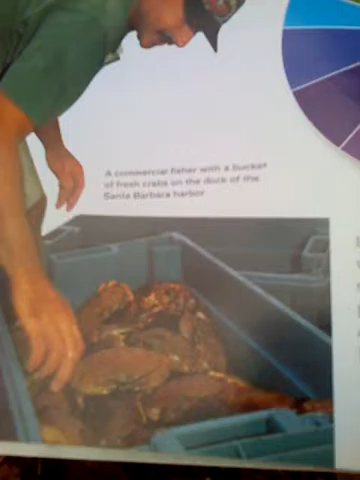 A commercial fisher with a bucket
of fresh crabs on the dock of the
Santa Barbara harbor